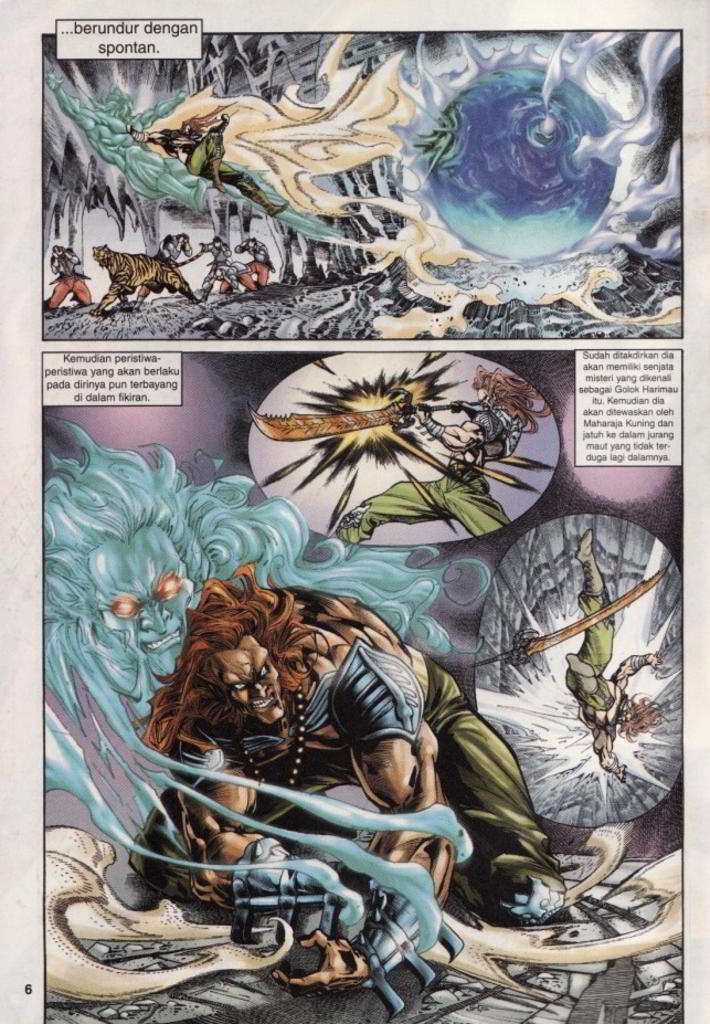 ...berundur dengan
spontan.
Kemudian peristiwa-
peristiwa yang akan berlaku
pada dirinya pun terbayang
di dalam fikiran.
Sudah ditakdirkan dia
akan memiliki senjata
misteri yang dikenali
sebagai Golok Harimau
itu. Kemudian dia
akan ditewaskan oleh
Maharaja Kuning dan
jatuh ke dalam jurang
maut yang tidak ter-
duga lagi dalamnya.
6